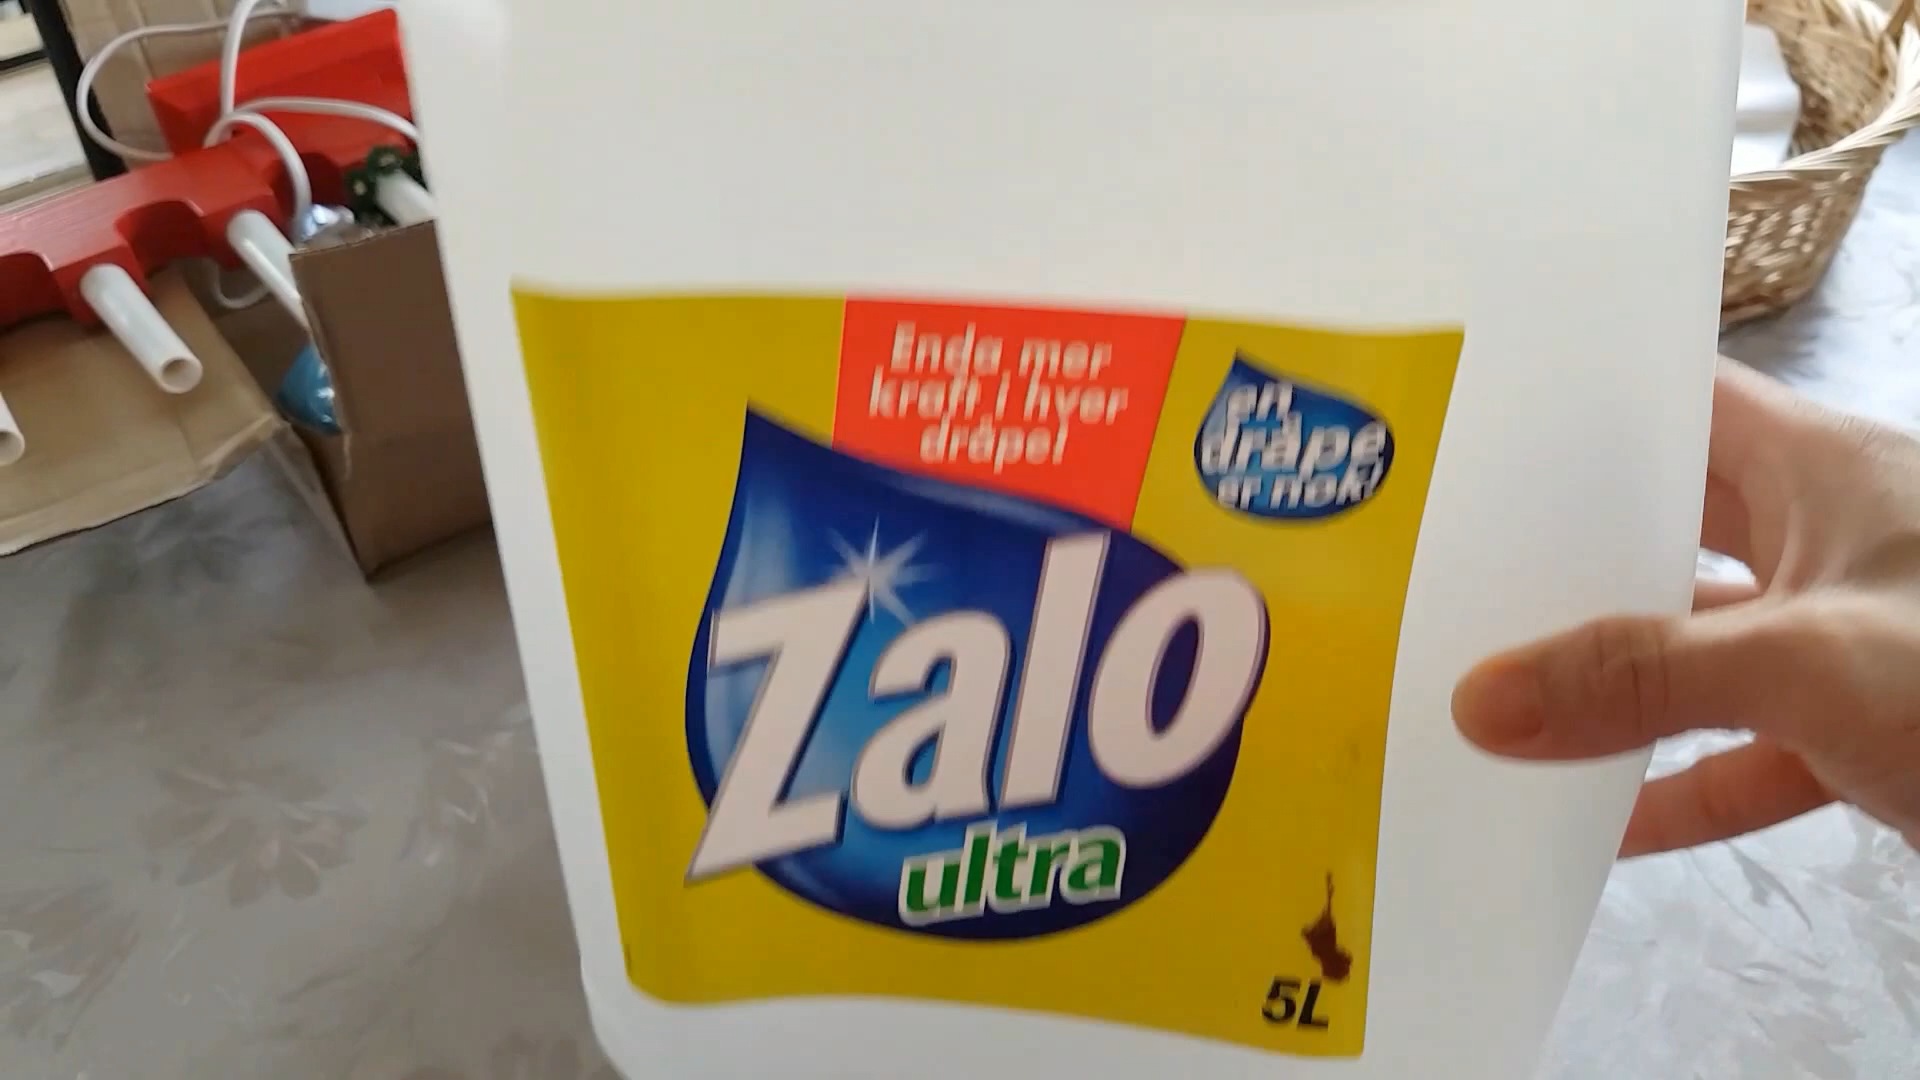 Enda mer
kraft i hver
dråpe!
en
dråpe
er nok!
Zalo
ultra
5L